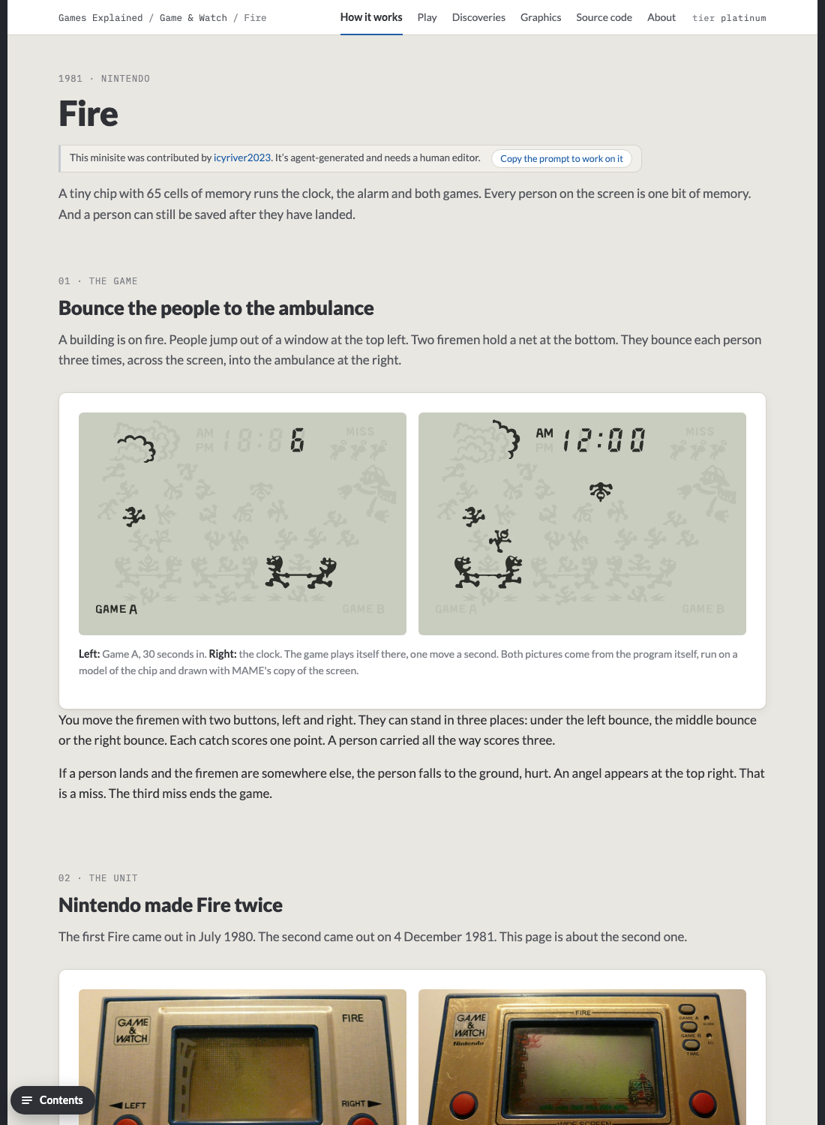 Games Explained / Game & Watch / Fire
How it works Play Discoveries Graphics Source code About tier platinum
1981 · NINTENDO
Fire
This minisite was contributed by icyriver2023. It's agent-generated and needs a human editor. Copy the prompt to work on it
A tiny chip with 65 cells of memory runs the clock, the alarm and both games. Every person on the screen is one bit of memory.
And a person can still be saved after they have landed.
01 · THE GAME
Bounce the people to the ambulance
A building is on fire. People jump out of a window at the top left. Two firemen hold a net at the bottom. They bounce each person
three times, across the screen, into the ambulance at the right.
AM 18:86 MISS
PM
GAME A GAME B
AM 12:00 MISS
PM
GAME A GAME B
Left: Game A, 30 seconds in. Right: the clock. The game plays itself there, one move a second. Both pictures come from the program itself, run on a
model of the chip and drawn with MAME's copy of the screen.
You move the firemen with two buttons, left and right. They can stand in three places: under the left bounce, the middle bounce
or the right bounce. Each catch scores one point. A person carried all the way scores three.
If a person lands and the firemen are somewhere else, the person falls to the ground, hurt. An angel appears at the top right. That
is a miss. The third miss ends the game.
02 · THE UNIT
Nintendo made Fire twice
The first Fire came out in July 1980. The second came out on 4 December 1981. This page is about the second one.
GAME
&
WATCH
FIRE
LEFT
RIGHT
GAME
&
WATCH
Nintendo
FIRE
GAME A
GAME B
TIME
WIDE SCREEN
Contents